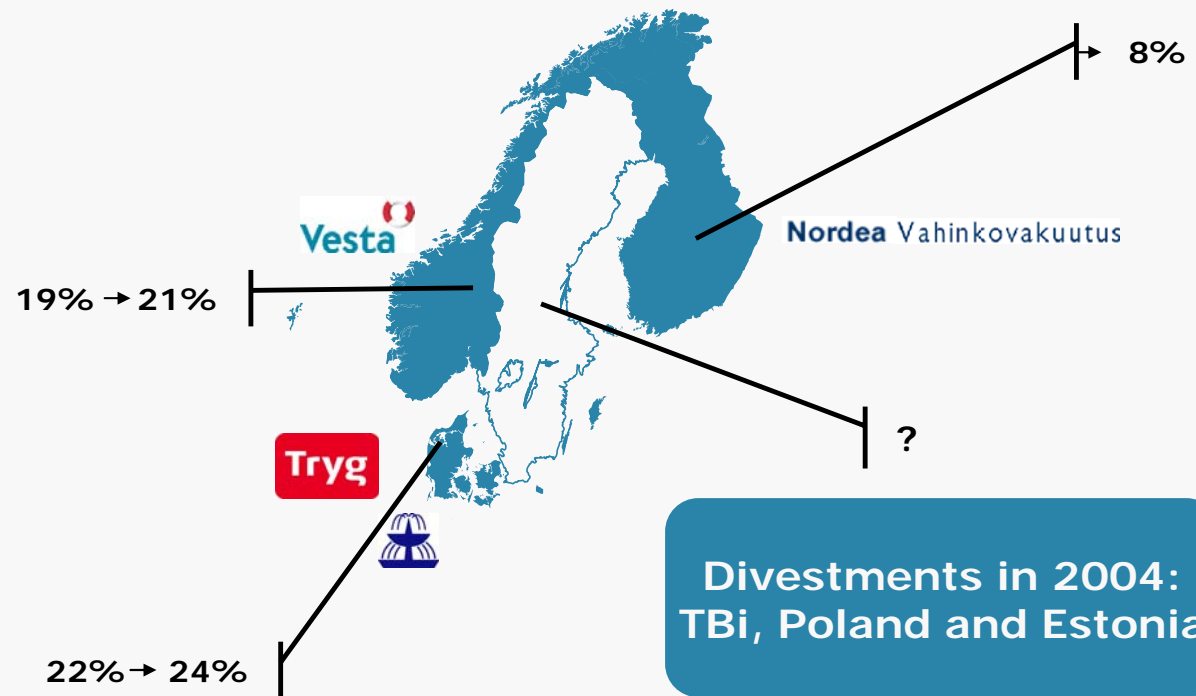 → 8%
Vesta
Nordea Vahinkovakuutus
19% → 21%
?
Tryg
Divestments in 2004:
TBi, Poland and Estonia
22% → 24%